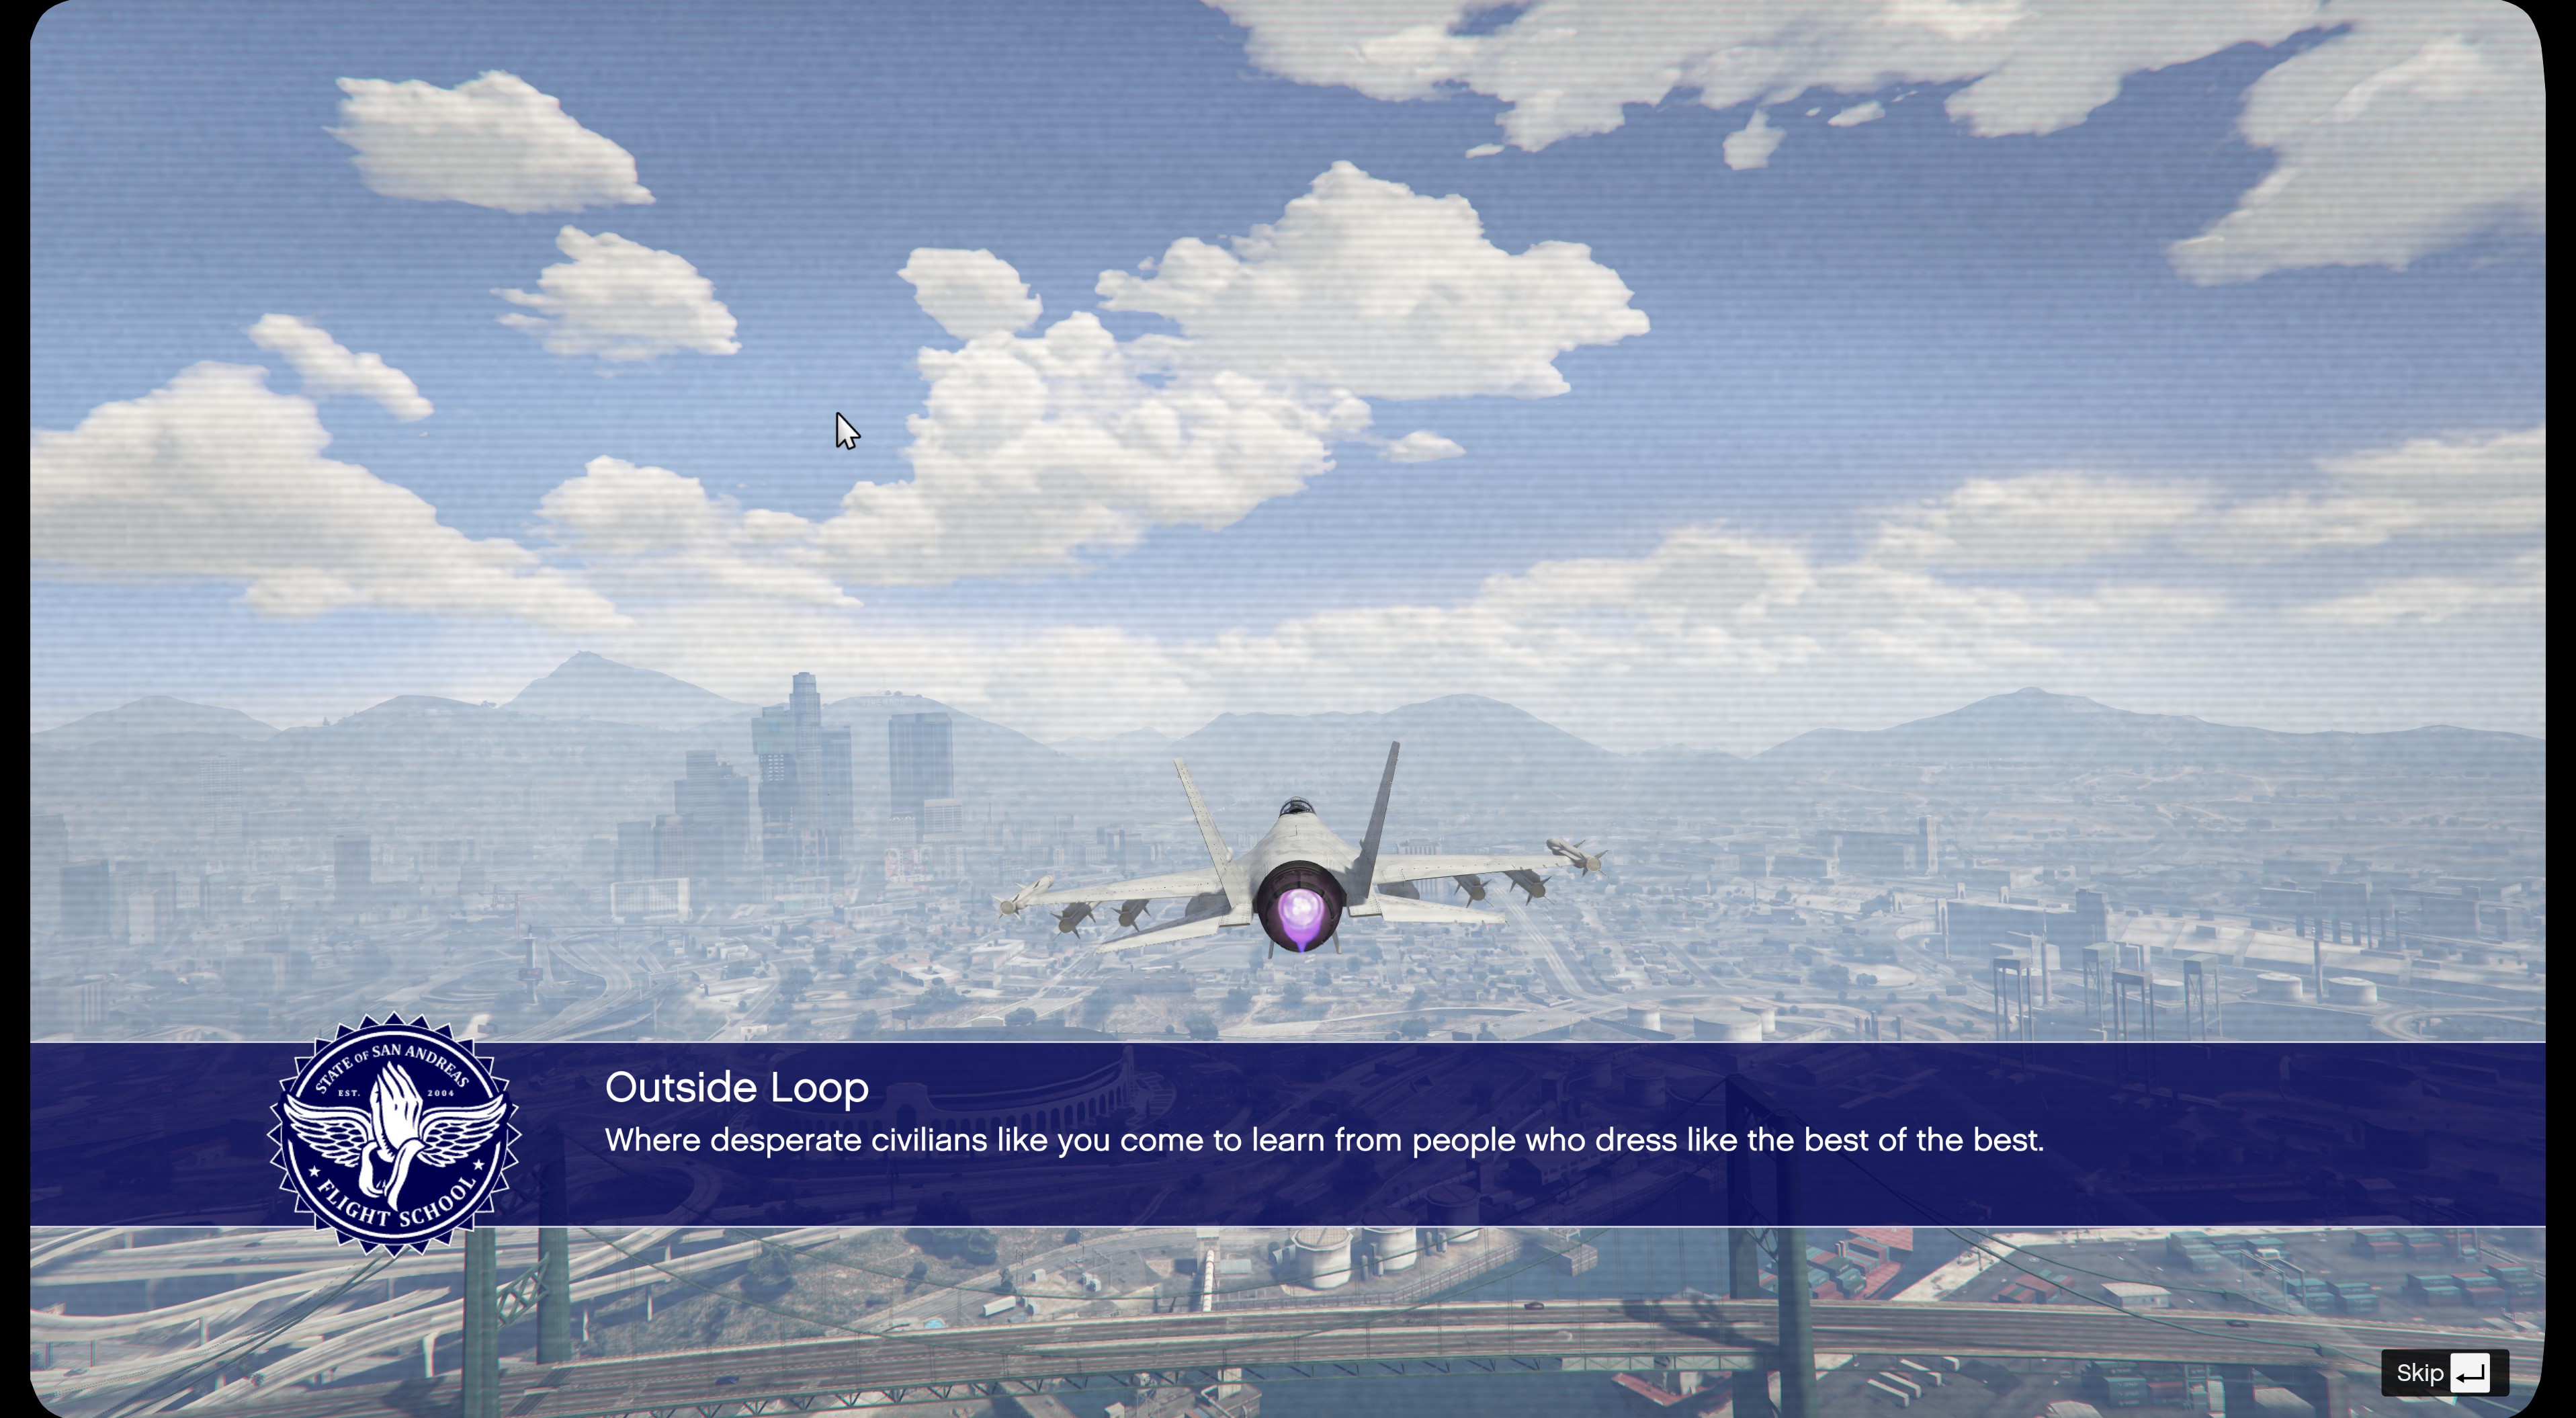 STATE OF SAN ANDREAS
EST. 2004
FLIGHT SCHOOL
Outside Loop
Where desperate civilians like you come to learn from people who dress like the best of the best.
Skip